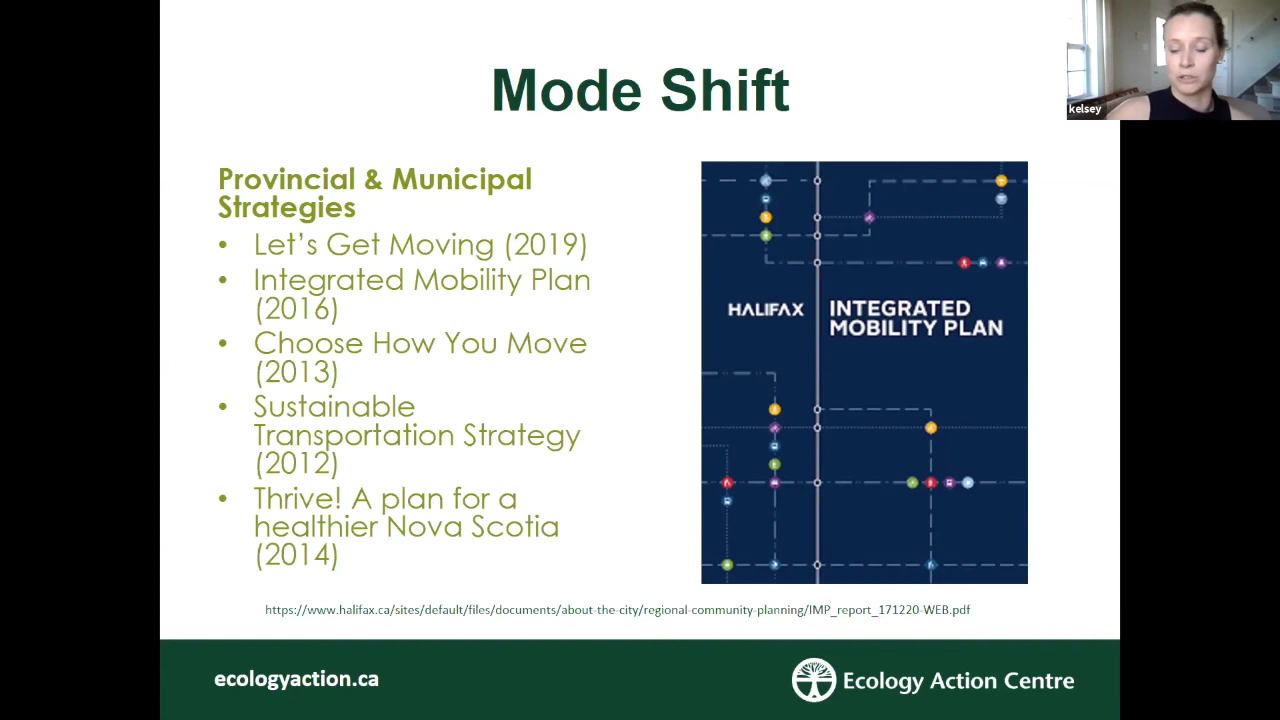 Mode Shift
kelsey
Provincial & Municipal
Strategies
• Let's Get Moving (2019)
• Integrated Mobility Plan
(2016)
• Choose How You Move
(2013)
• Sustainable
Transportation Strategy
(2012)
• Thrive! A plan for a
healthier Nova Scotia
(2014)
HALIFAX
INTEGRATED
MOBILITY PLAN
https://www.halifax.ca/sites/default/files/documents/about-the-city/regional-community-planning/IMP_report_171220-WEB.pdf
ecologyaction.ca
Ecology Action Centre